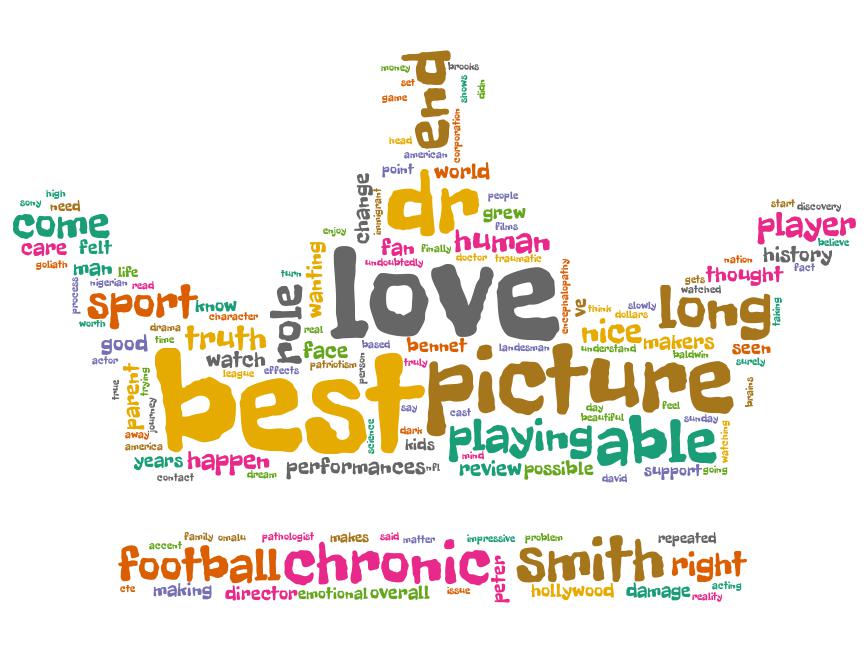 money end brooks
set shows didn
game corporation
head
american
point world
high change dr people
sony need immigrant grew start discovery
come films player
enjoy fan finally human believe
care felt doctor traumatic history
goliath undoubtedly nation fact
man life turn wanting love encephalopathy gets thought
process nigerian read watched
sport know role ve think slowly long taking
worth character dollars
drama real nice makers
good time truth face based bennet landesman understand seen
actor watch patriotism person truly baldwin surely
league effects
true parent trying best picture brains
journey say cast day feel
away science dark beautiful sunday
america kids playing able watching
years happen performances nfl mind
contact dream review possible david support going
accent family omalu pathologist makes said matter impressive problem repeated
football chronic peter smith right
cte making director emotional overall issue hollywood damage reality acting